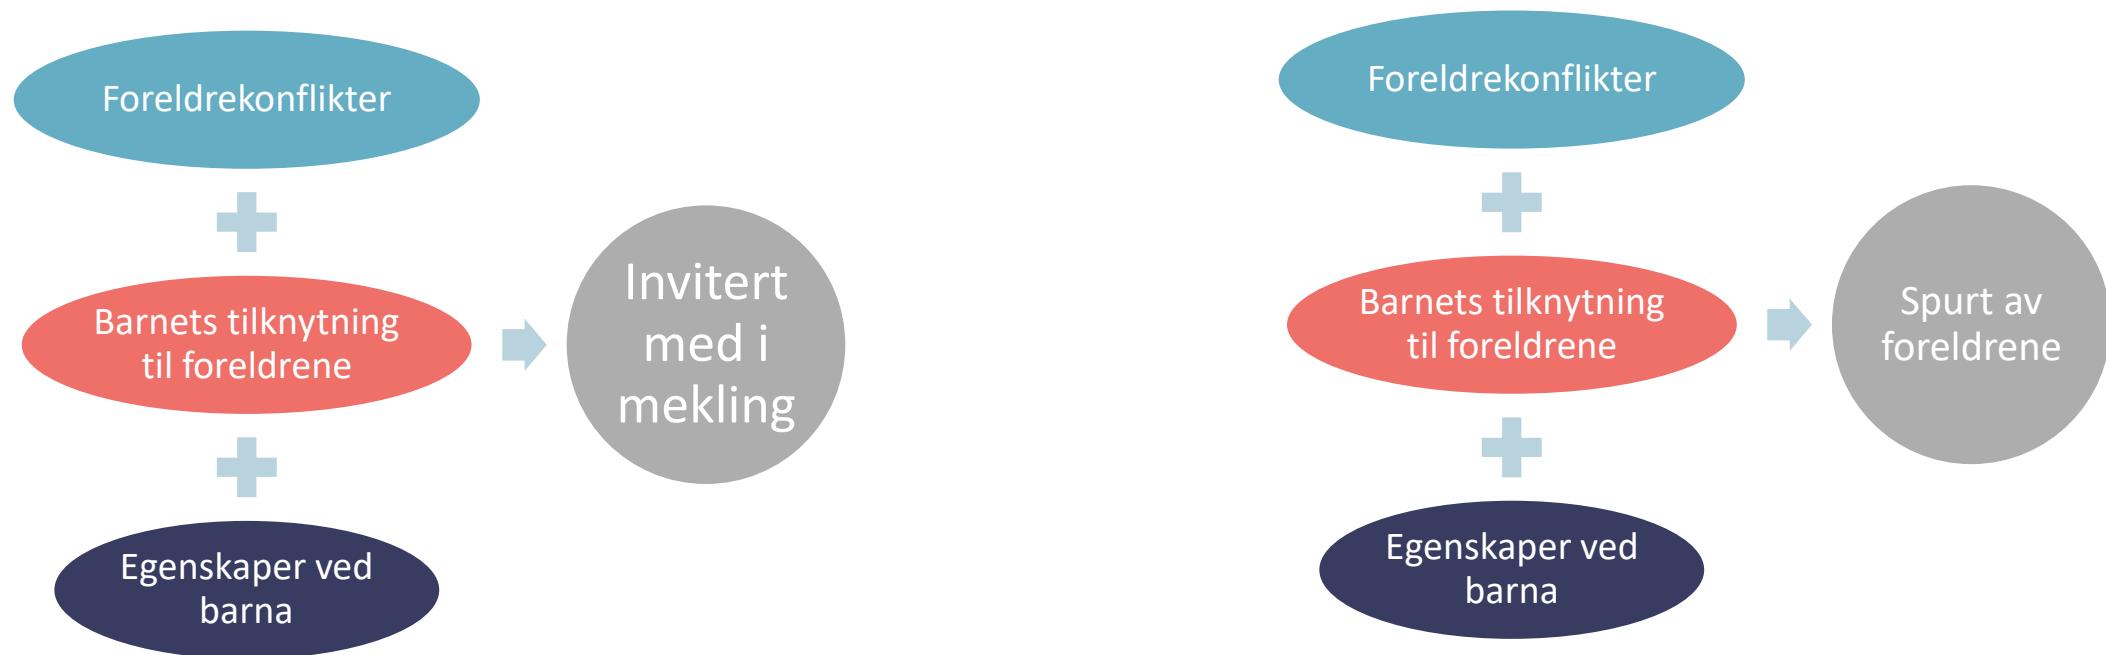 Foreldrekonflikter
Barnets tilknytning
til foreldrene
Egenskaper ved
barna
Invitert
med i
mekling
Foreldrekonflikter
Barnets tilknytning
til foreldrene
Egenskaper ved
barna
Spurt av
foreldrene